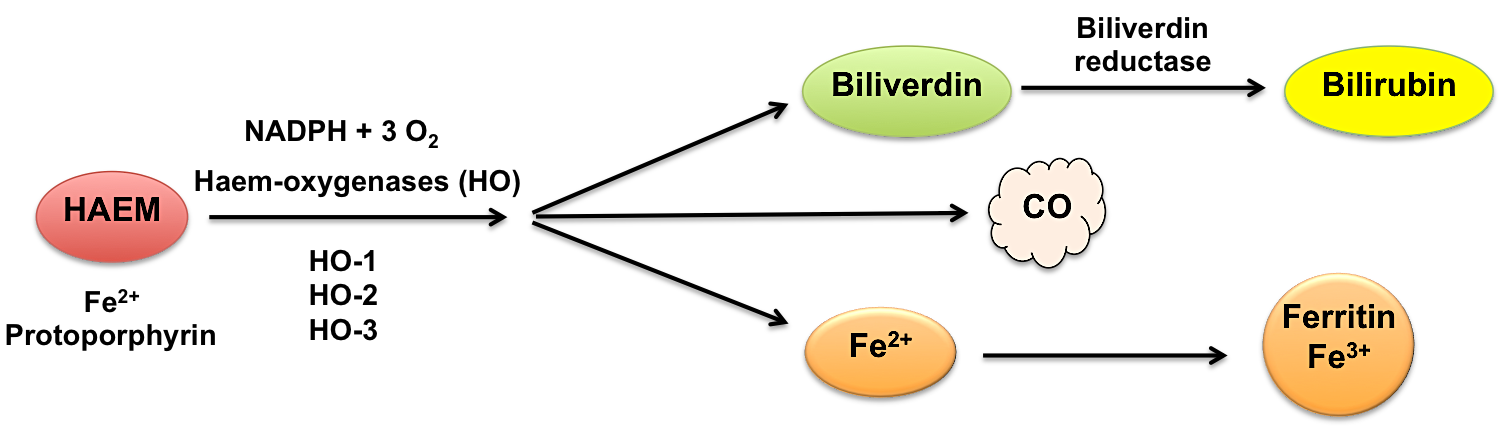 Biliverdin
reductase
Biliverdin
Bilirubin
NADPH + 3 O₂
Haem-oxygenases (HO)
HAEM
CO
HO-1
HO-2
HO-3
Fe²⁺
Protoporphyrin
Fe²⁺
Ferritin
Fe³⁺